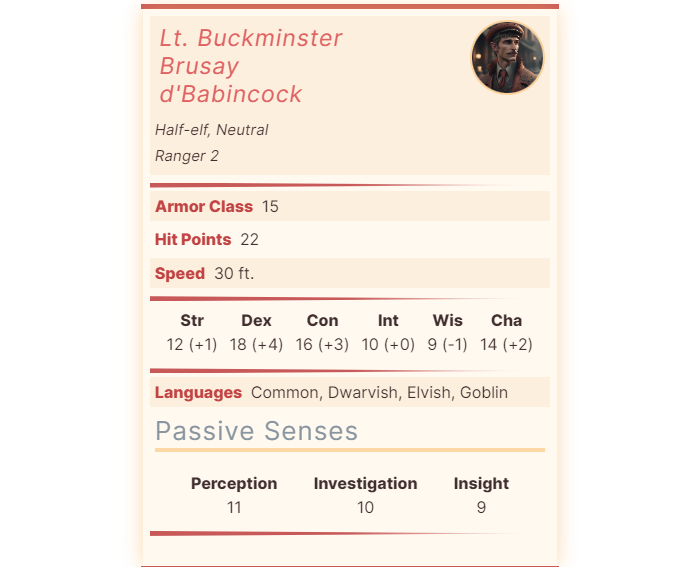 Lt. Buckminster
Brusay
d'Babincock
Half-elf, Neutral
Ranger 2
Armor Class 15
Hit Points 22
Speed 30 ft.
Str Dex Con Int Wis Cha
12 (+1) 18 (+4) 16 (+3) 10 (+0) 9 (-1) 14 (+2)
Languages Common, Dwarvish, Elvish, Goblin
Passive Senses
Perception Investigation Insight
11 10 9